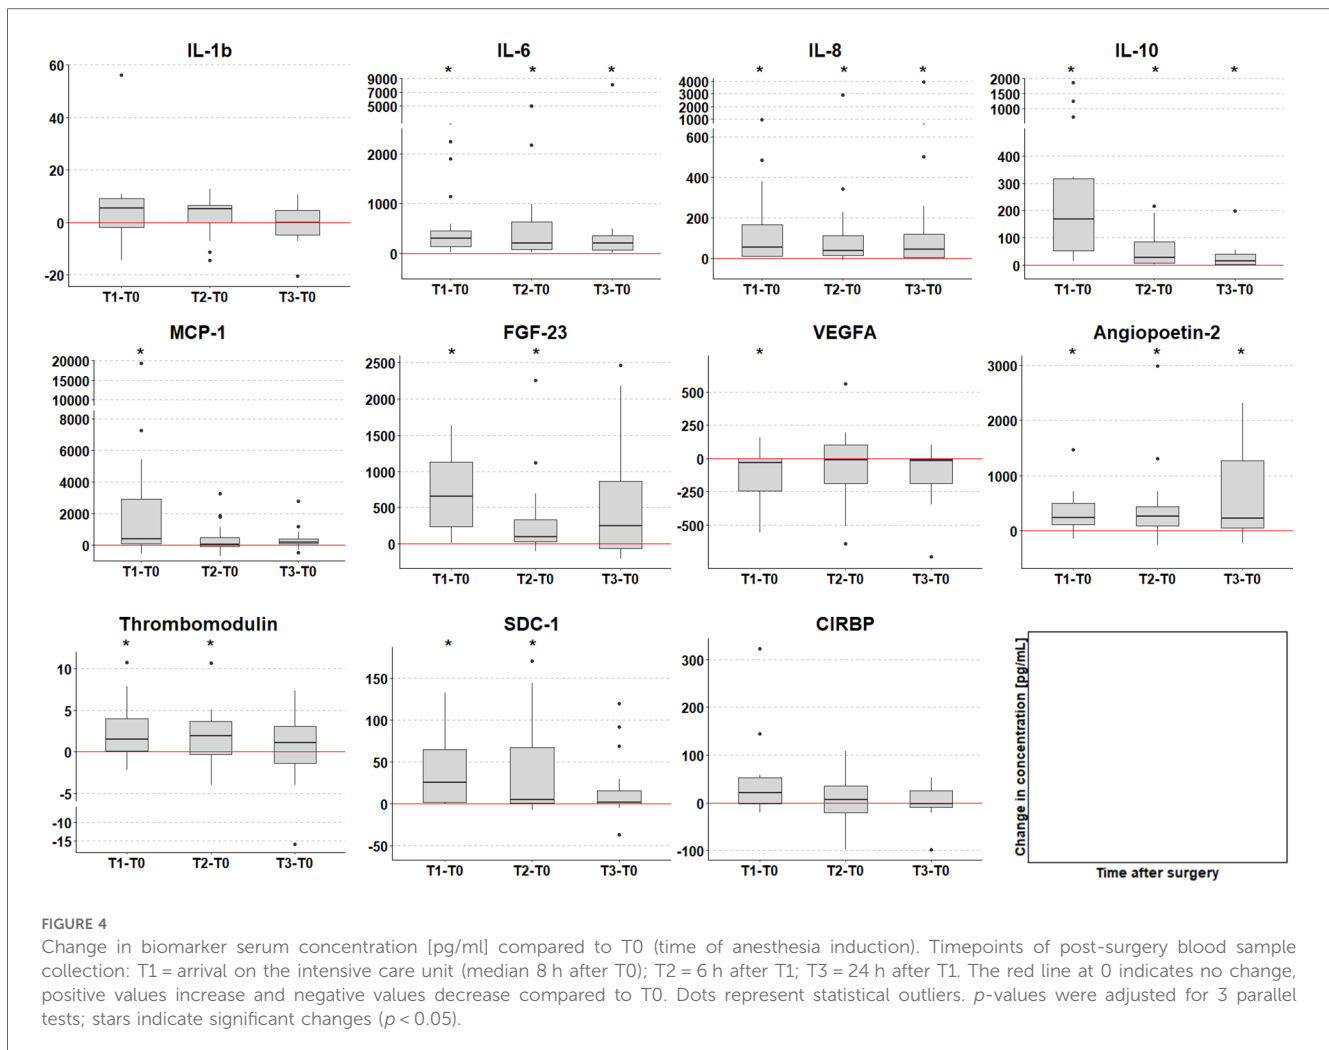 IL-1b
IL-6
IL-8
IL-10
60
40
20
0
-20
T1-T0 T2-T0 T3-T0
* * *
9000
7000
5000
2000
1000
0
T1-T0 T2-T0 T3-T0
* * *
4000
3000
2000
1000
600
400
200
0
T1-T0 T2-T0 T3-T0
* * *
2000
1500
1000
400
300
200
100
0
T1-T0 T2-T0 T3-T0
MCP-1
FGF-23
VEGFA
Angiopoetin-2
*
20000
15000
10000
8000
6000
4000
2000
0
T1-T0 T2-T0 T3-T0
* *
2500
2000
1500
1000
500
0
T1-T0 T2-T0 T3-T0
*
500
250
0
-250
-500
T1-T0 T2-T0 T3-T0
* * *
3000
2000
1000
0
T1-T0 T2-T0 T3-T0
Thrombomodulin
SDC-1
CIRBP
* *
10
5
0
-5
-10
-15
T1-T0 T2-T0 T3-T0
* *
150
100
50
0
-50
T1-T0 T2-T0 T3-T0
300
200
100
0
-100
T1-T0 T2-T0 T3-T0
Change in concentration [pg/mL]
Time after surgery
FIGURE 4
Change in biomarker serum concentration [pg/ml] compared to T0 (time of anesthesia induction). Timepoints of post-surgery blood sample
collection: T1 = arrival on the intensive care unit (median 8 h after T0); T2 = 6 h after T1; T3 = 24 h after T1. The red line at 0 indicates no change,
positive values increase and negative values decrease compared to T0. Dots represent statistical outliers. p-values were adjusted for 3 parallel
tests; stars indicate significant changes (p < 0.05).